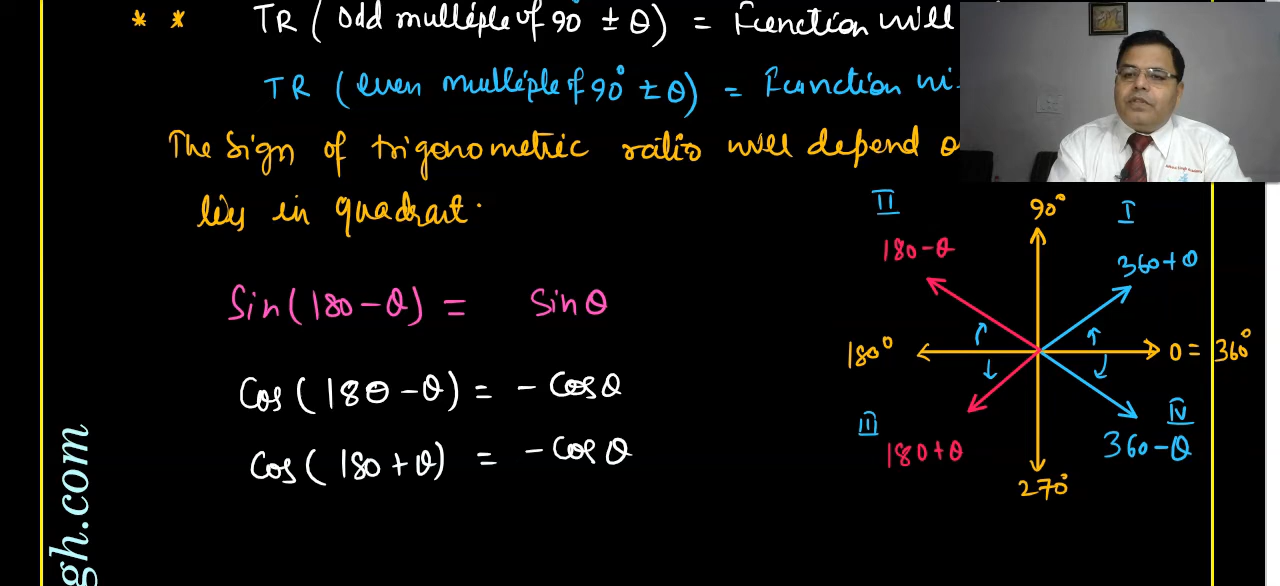 * * TR ( odd multiple of 90° ± θ ) = Function will
TR ( even multiple of 90° ± θ ) = Function
The Sign of trigonometric ratio will depend
lies in quadrant.
II
90°
I
180-θ
360+θ
Sin(180-θ) = Sinθ
180°
0 = 360°
Cos(180-θ) = -Cosθ
III
IV
180+θ
360-θ
Cos(180+θ) = -Cosθ
270°
gh.com